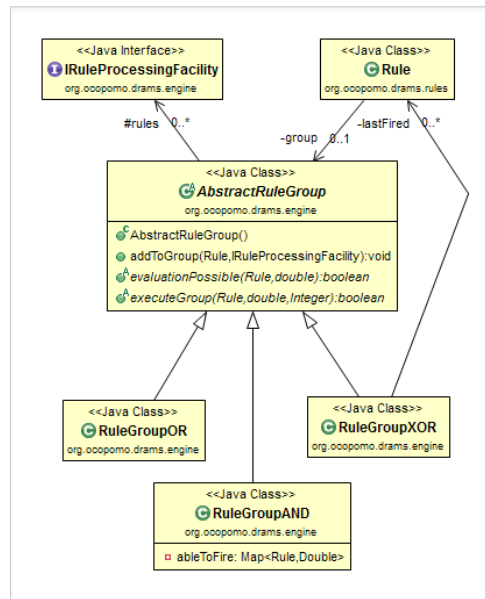 <<Java Interface>>
IRuleProcessingFacility
org.ocopomo.drams.engine
<<Java Class>>
Rule
org.ocopomo.drams.rules
#rules 0..*
-group 0..1
-lastFired 0..*
<<Java Class>>
AbstractRuleGroup
org.ocopomo.drams.engine
AbstractRuleGroup()
addToGroup(Rule,IRuleProcessingFacility):void
evaluationPossible(Rule,double):boolean
executeGroup(Rule,double,Integer):boolean
<<Java Class>>
RuleGroupOR
org.ocopomo.drams.engine
<<Java Class>>
RuleGroupXOR
org.ocopomo.drams.engine
<<Java Class>>
RuleGroupAND
org.ocopomo.drams.engine
ableToFire: Map<Rule,Double>